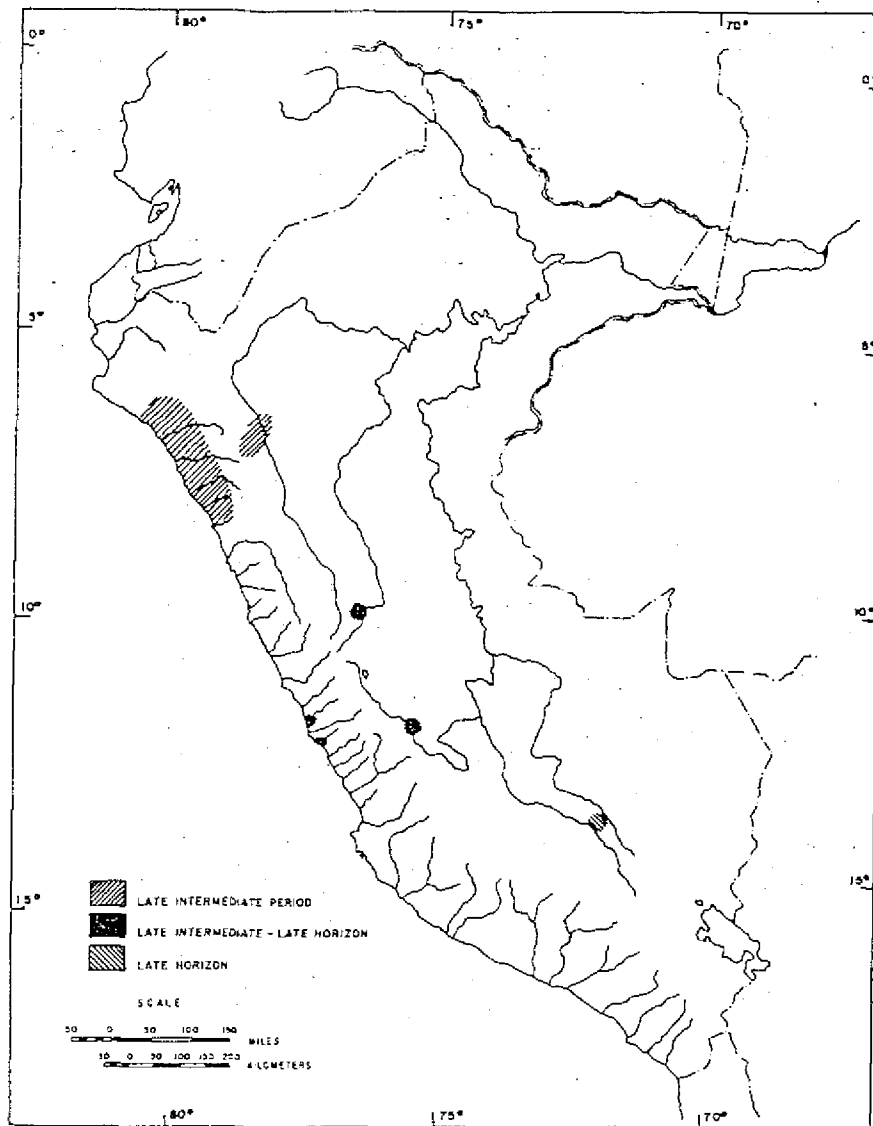 80° 75° 70°
0° 0
5° 5°
10° 10°
15° 15°
LATE INTERMEDIATE PERIOD
LATE INTERMEDIATE - LATE HORIZON
LATE HORIZON
SCALE
50 0 50 100 150 MILES
50 0 50 100 150 200 KILOMETERS
80° 75° 70°